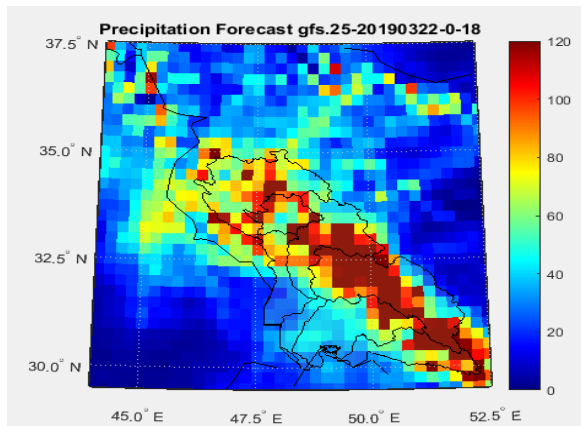 Precipitation Forecast gfs.25-20190322-0-18
37.5° N
35.0° N
32.5° N
30.0° N
45.0° E
47.5° E
50.0° E
52.5° E
120
100
80
60
40
20
0